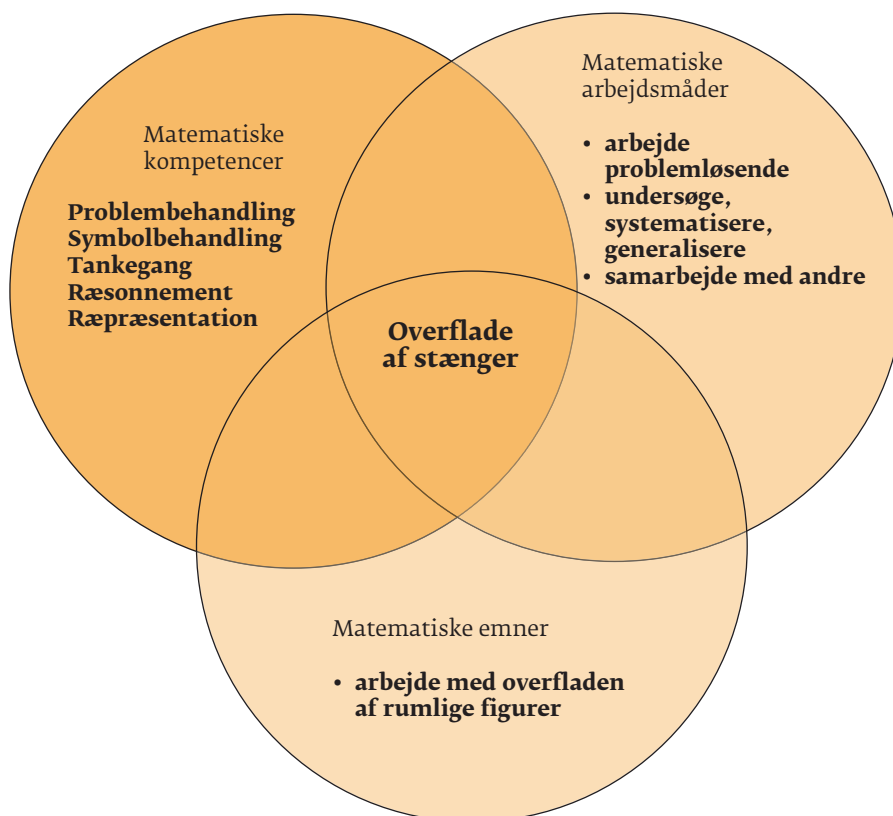 Matematiske
kompetencer
Problembehandling
Symbolbehandling
Tankegang
Ræsonnement
Ræpræsentation
Matematiske
arbejdsmåder
• arbejde
problemløsende
• undersøge,
systematisere,
generalisere
• samarbejde med andre
Overflade
af stænger
Matematiske emner
• arbejde med overfladen
af rumlige figurer